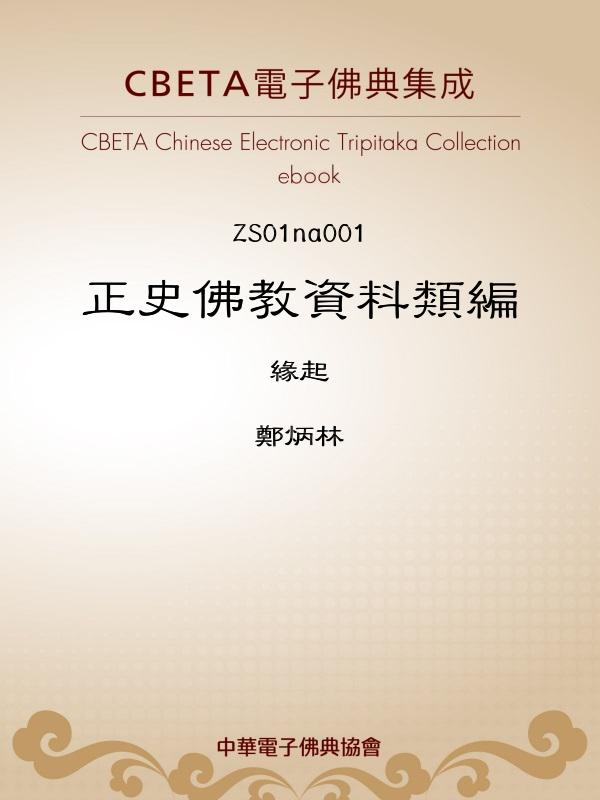 CBETA電子佛典集成
CBETA Chinese Electronic Tripitaka Collection
ebook
ZS01na001
正史佛教資料類編
緣起
鄭炳林
中華電子佛典協會